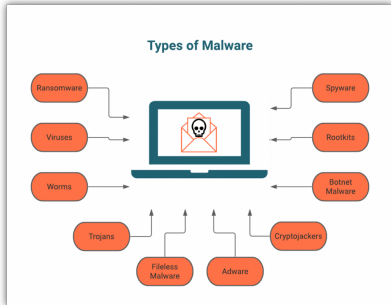 Types of Malware
Ransomware
Spyware
Viruses
Rootkits
Worms
Botnet
Malware
Trojans
Cryptojackers
Fileless
Malware
Adware